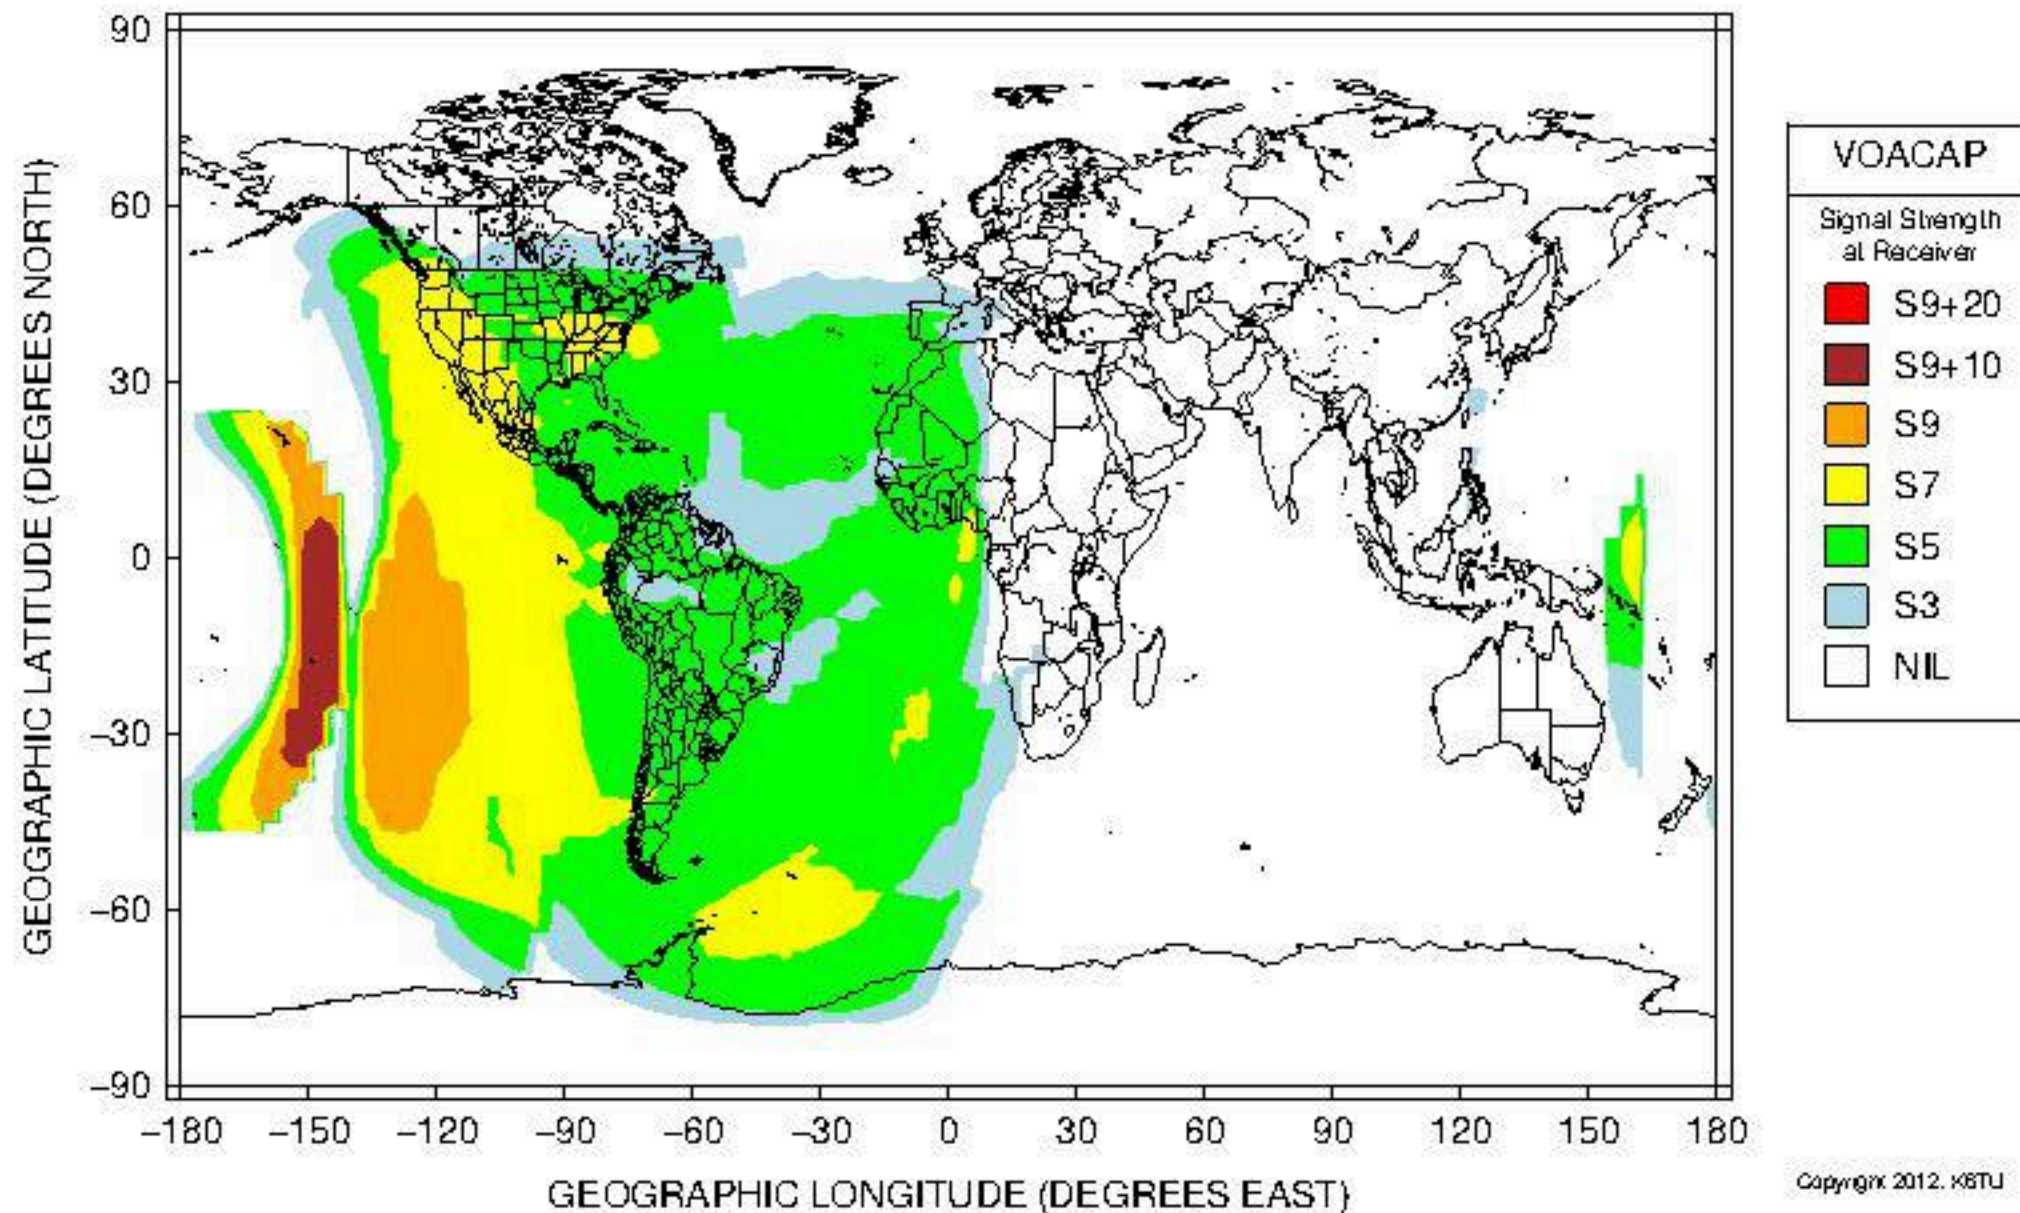 90
60
30
0
−30
−60
−90
GEOGRAPHIC LATITUDE (DEGREES NORTH)
−180 −150 −120 −90 −60 −30 0 30 60 90 120 150 180
GEOGRAPHIC LONGITUDE (DEGREES EAST)
VOACAP
Signal Strength
at Receiver
S9+20
S9+10
S9
S7
S5
S3
NIL
Copyright 2012. K6TU